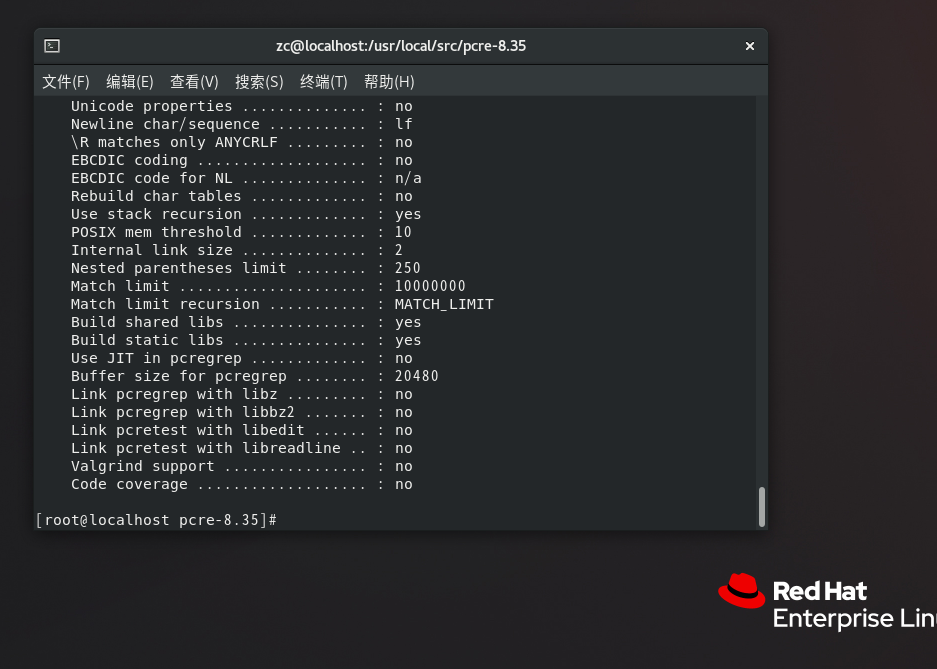 zc@localhost:/usr/local/src/pcre-8.35
文件(F) 编辑(E) 查看(V) 搜索(S) 终端(T) 帮助(H)
Unicode properties .............. : no
Newline char/sequence ........... : lf
\R matches only ANYCRLF ......... : no
EBCDIC coding ................... : no
EBCDIC code for NL .............. : n/a
Rebuild char tables ............. : no
Use stack recursion ............. : yes
POSIX mem threshold ............. : 10
Internal link size .............. : 2
Nested parentheses limit ........ : 250
Match limit ..................... : 10000000
Match limit recursion ........... : MATCH_LIMIT
Build shared libs ............... : yes
Build static libs ............... : yes
Use JIT in pcregrep ............. : no
Buffer size for pcregrep ........ : 20480
Link pcregrep with libz ......... : no
Link pcregrep with libbz2 ....... : no
Link pcretest with libedit ...... : no
Link pcretest with libreadline .. : no
Valgrind support ................ : no
Code coverage ................... : no
[root@localhost pcre-8.35]#
Red Hat
Enterprise